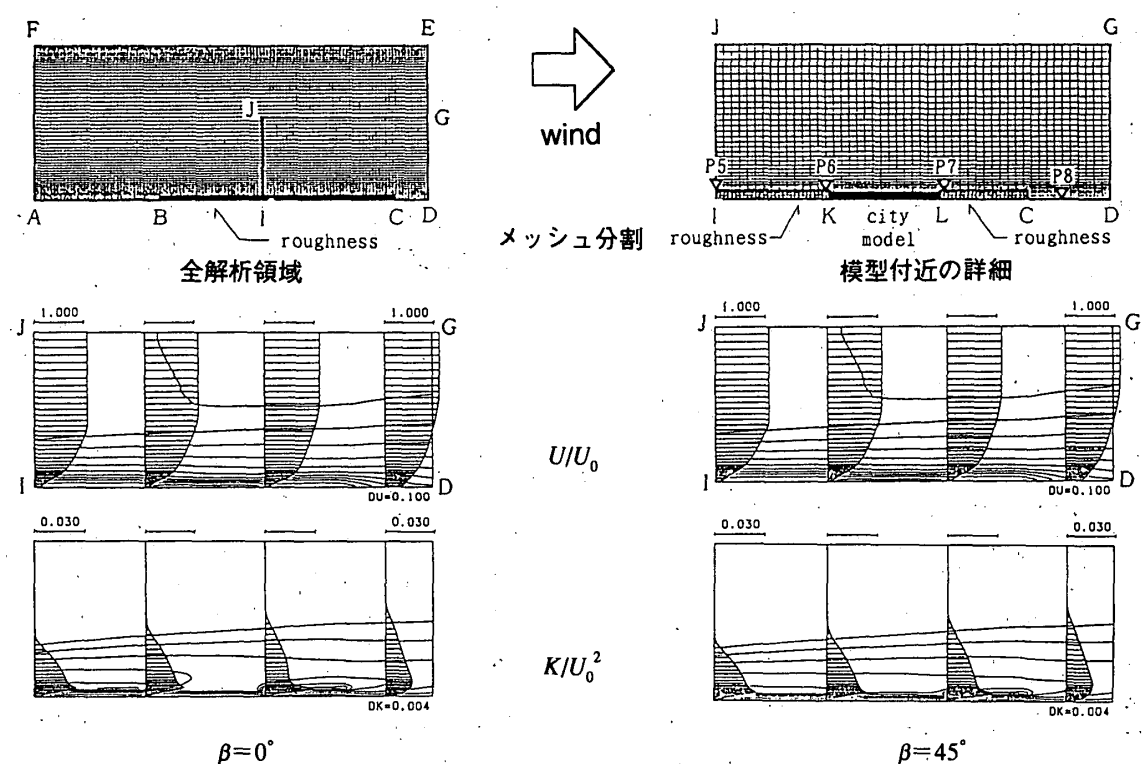 F E J G
J G
wind
P5 P6 P7 P8
A B I C D I K L city C D
model
roughness メッシュ分割 roughness roughness
全解析領域 模型付近の詳細
1.000 1.000 1.000 1.000
J G J G
U/U₀
I D I D
DU=0.100 DU=0.100
0.030 0.030 0.030 0.030
K/U₀²
DK=0.004 DK=0.004
β=0° β=45°